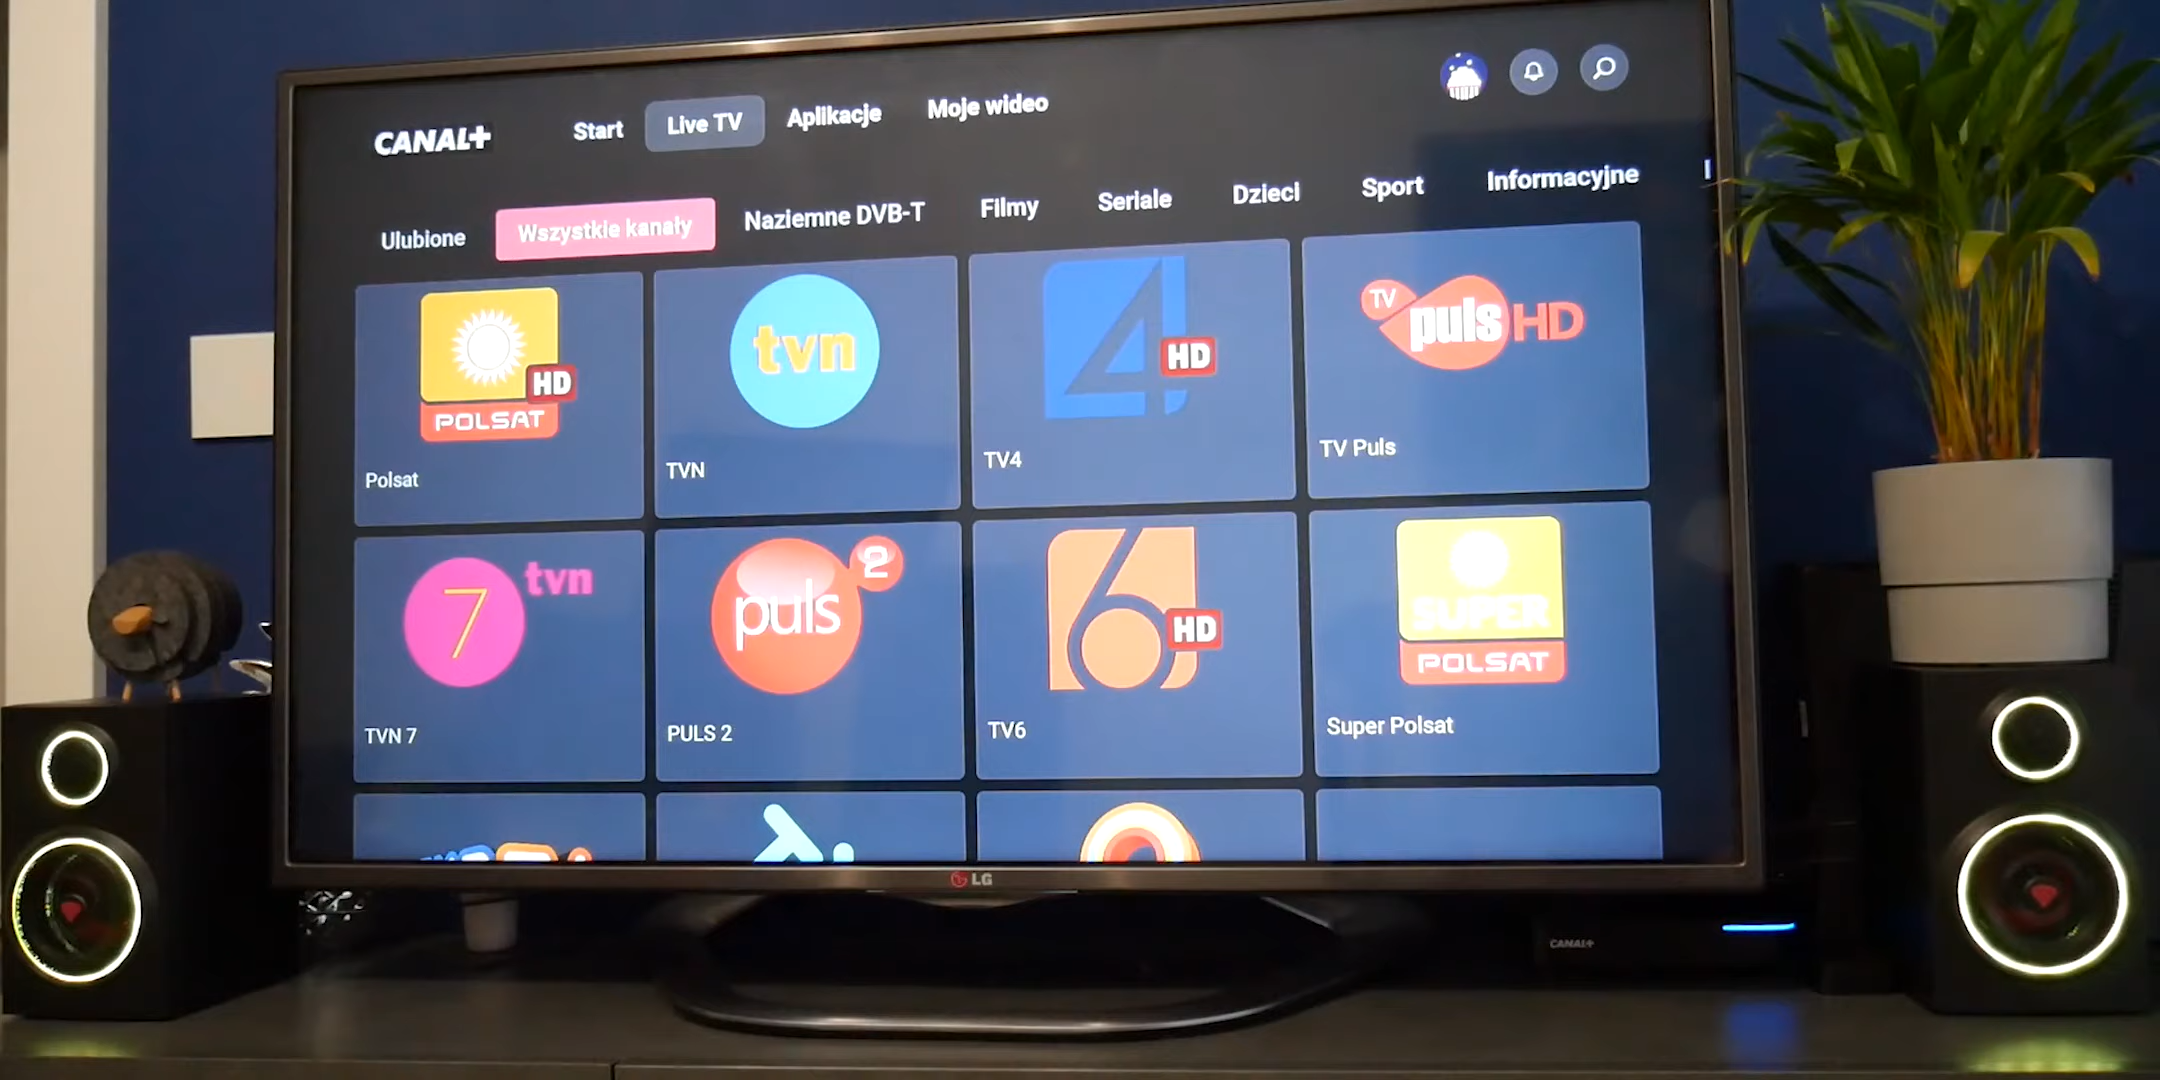 CANAL+
Start
Live TV
Aplikacje
Moje wideo
Ulubione
Wszystkie kanały
Naziemne DVB-T
Filmy
Seriale
Dzieci
Sport
Informacyjne
HD
POLSAT
Polsat
tvn
TVN
4
HD
TV4
TV
puls HD
TV Puls
7
tvn
TVN 7
puls
2
PULS 2
6
HD
TV6
SUPER
POLSAT
Super Polsat
LG
CANAL+